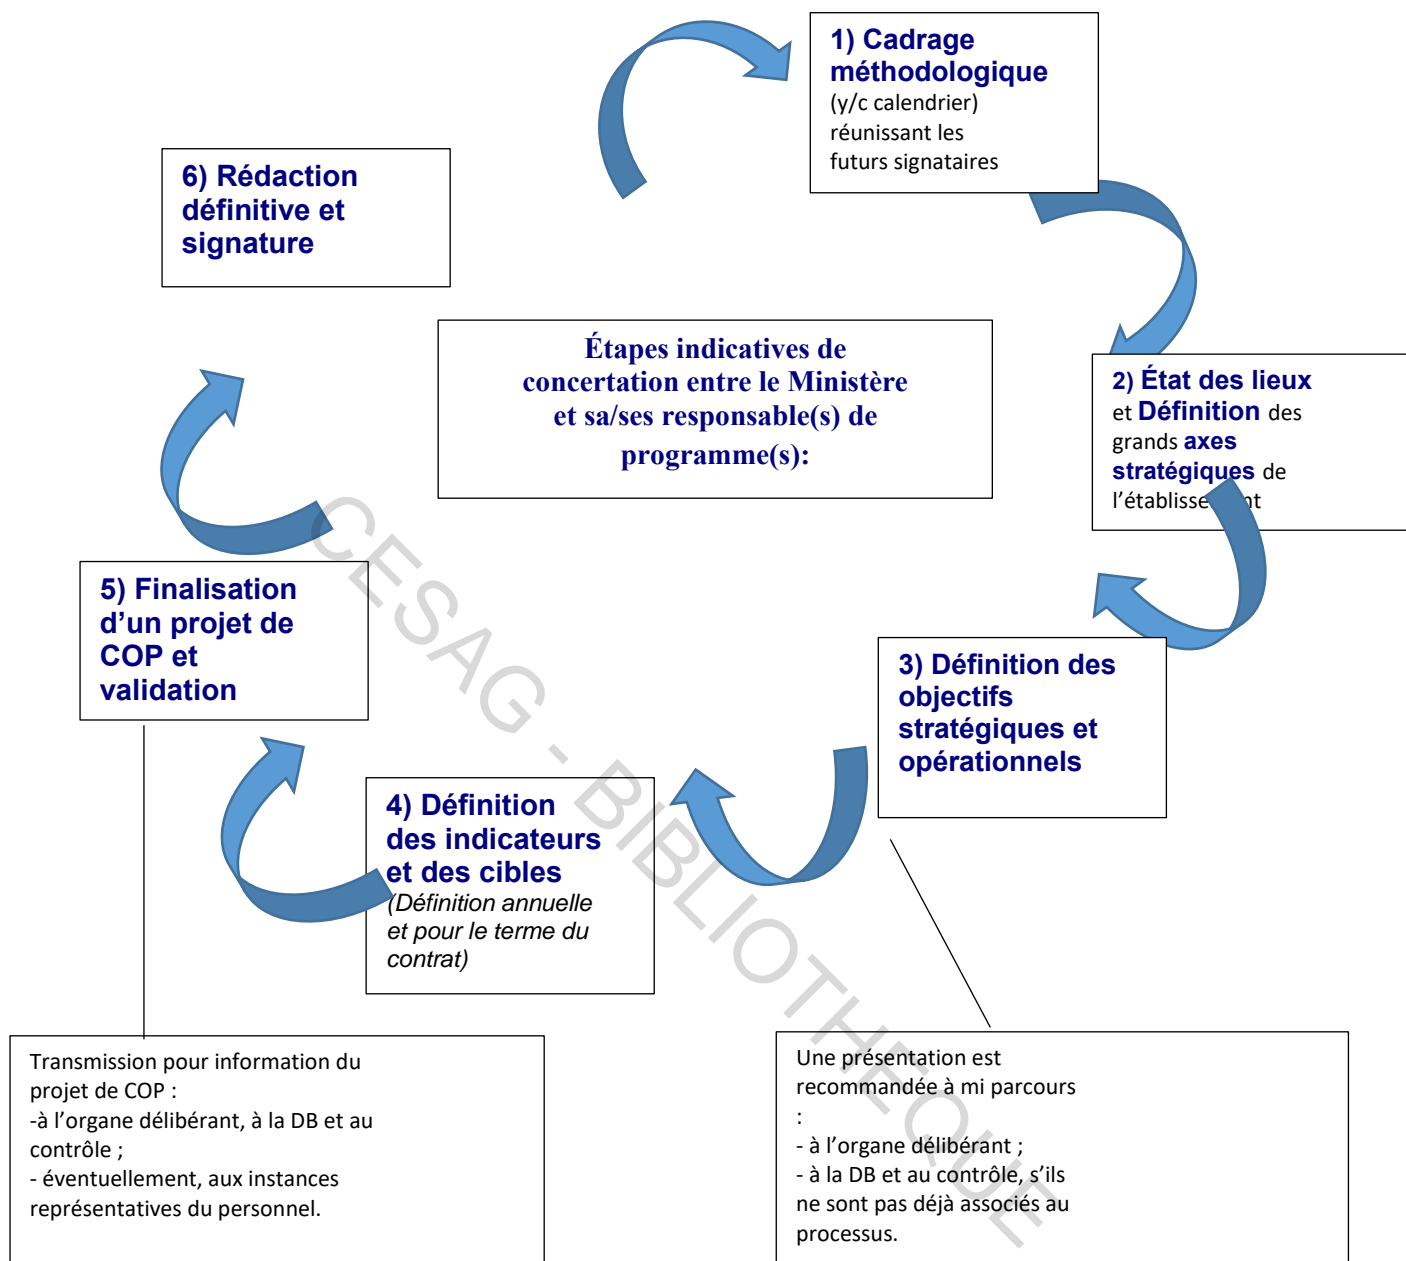 1) Cadrage
méthodologique
(y/c calendrier)
réunissant les
futurs signataires
6) Rédaction
définitive et
signature
Étapes indicatives de
concertation entre le Ministère
et sa/ses responsable(s) de
programme(s):
2) État des lieux
et Définition des
grands axes
stratégiques de
5) Finalisation
d’un projet de
COP et
validation
3) Définition des
objectifs
stratégiques et
opérationnels
4) Définition
des indicateurs
et des cibles
(Définition annuelle
et pour le terme du
contrat)
Transmission pour information du
projet de COP :
-à l’organe délibérant, à la DB et au
contrôle ;
- éventuellement, aux instances
représentatives du personnel.
Une présentation est
recommandée à mi parcours
:
- à l’organe délibérant ;
- à la DB et au contrôle, s’ils
ne sont pas déjà associés au
processus.
CESAG - BIBLIOTHEQUE